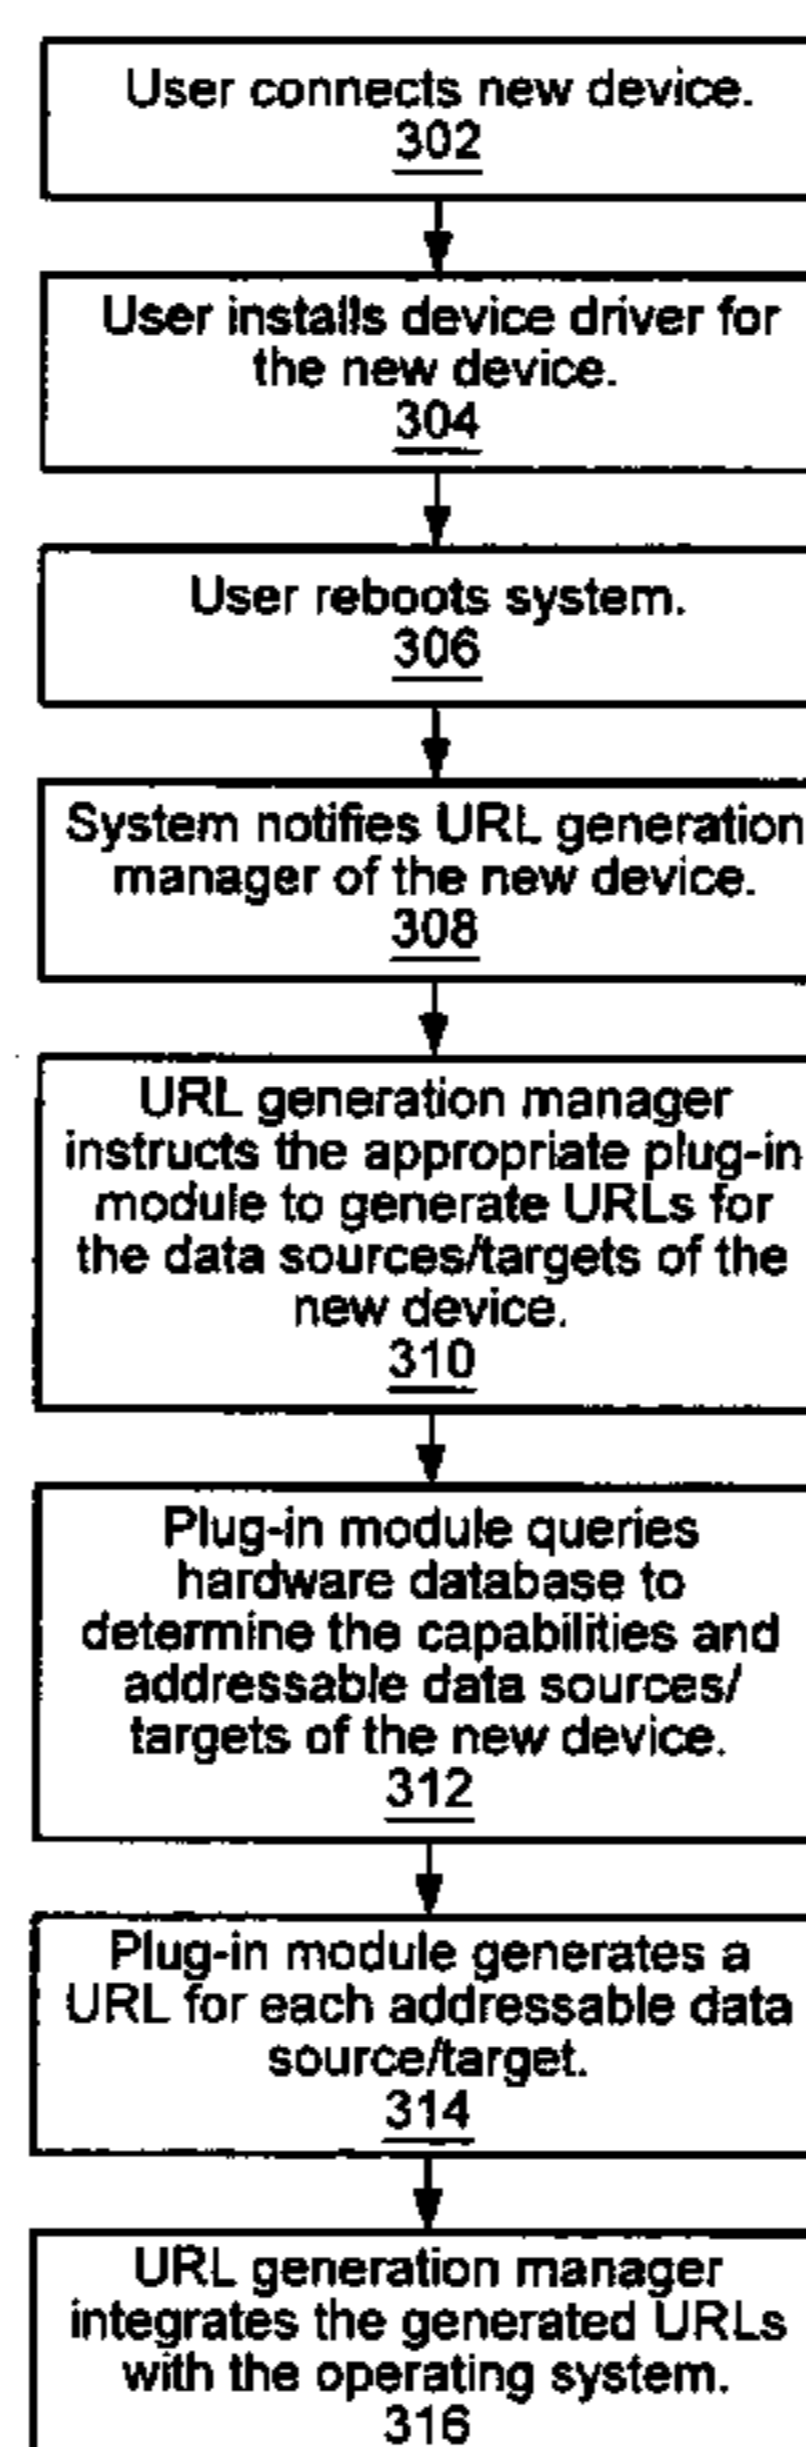 User connects new device.
302
User installs device driver for
the new device.
304
User reboots system.
306
System notifies URL generation
manager of the new device.
308
URL generation manager
instructs the appropriate plug-in
module to generate URLs for
the data sources/targets of the
new device.
310
Plug-in module queries
hardware database to
determine the capabilities and
addressable data sources/
targets of the new device.
312
Plug-in module generates a
URL for each addressable data
source/target.
314
URL generation manager
integrates the generated URLs
with the operating system.
316